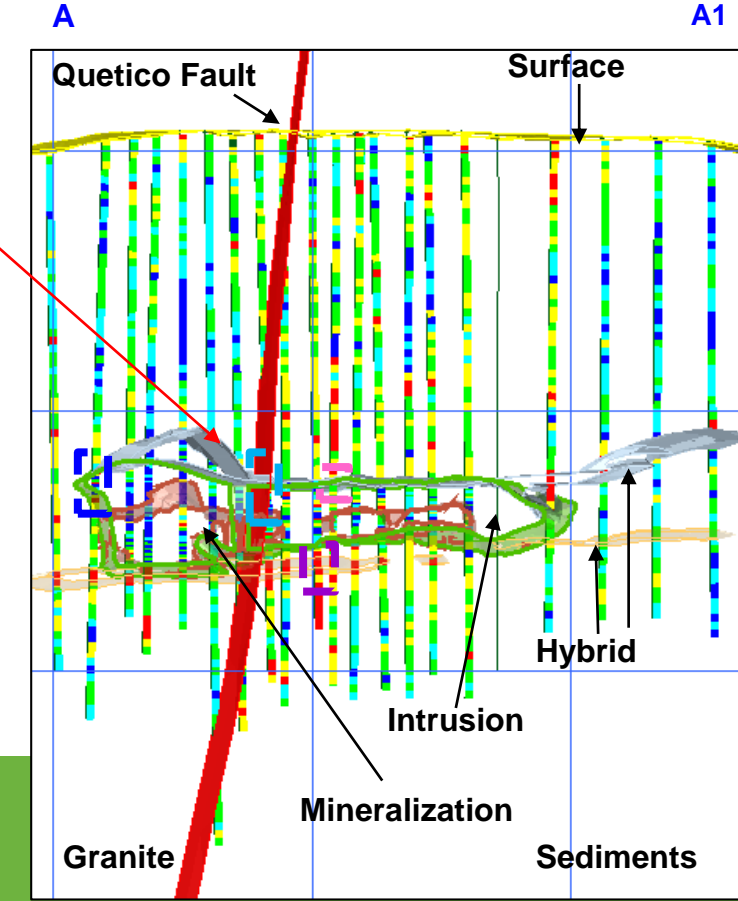 A
A1
Quetico Fault
Surface
Hybrid
Intrusion
Mineralization
Granite
Sediments